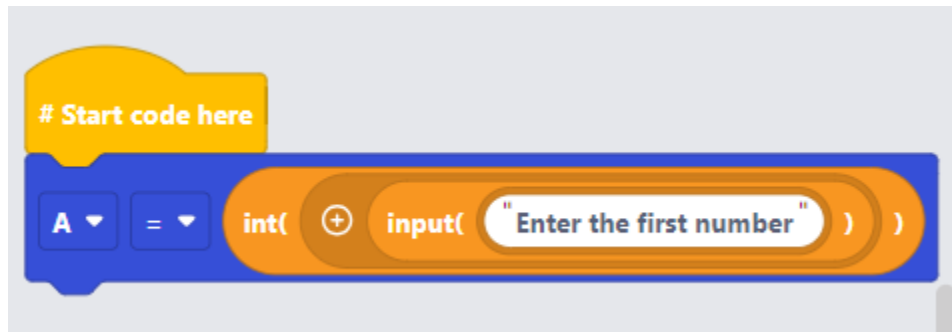 # Start code here
A = int( input( "Enter the first number" ) )